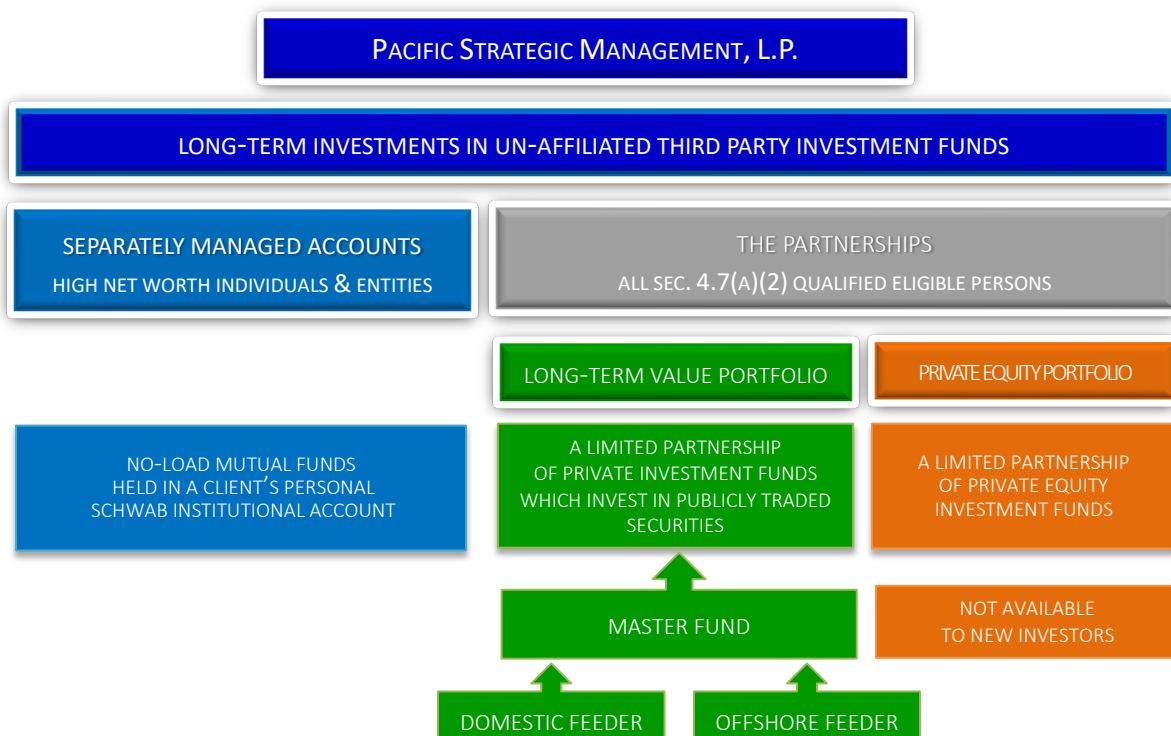 PACIFIC STRATEGIC MANAGEMENT, L.P.
LONG-TERM INVESTMENTS IN UN-AFFILIATED THIRD PARTY INVESTMENT FUNDS
SEPARATELY MANAGED ACCOUNTS
HIGH NET WORTH INDIVIDUALS & ENTITIES
THE PARTNERSHIPS
ALL SEC. 4.7(A)(2) QUALIFIED ELIGIBLE PERSONS
LONG-TERM VALUE PORTFOLIO
PRIVATE EQUITY PORTFOLIO
NO-LOAD MUTUAL FUNDS
HELD IN A CLIENT'S PERSONAL
SCHWAB INSTITUTIONAL ACCOUNT
A LIMITED PARTNERSHIP
OF PRIVATE INVESTMENT FUNDS
WHICH INVEST IN PUBLICLY TRADED
SECURITIES
A LIMITED PARTNERSHIP
OF PRIVATE EQUITY
INVESTMENT FUNDS
MASTER FUND
NOT AVAILABLE
TO NEW INVESTORS
DOMESTIC FEEDER
OFFSHORE FEEDER